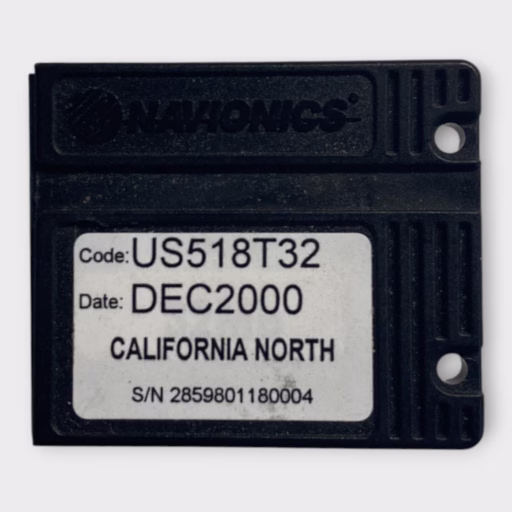 NAVIONICS
Code: US518T32
Date: DEC2000
CALIFORNIA NORTH
S/N 2859801180004